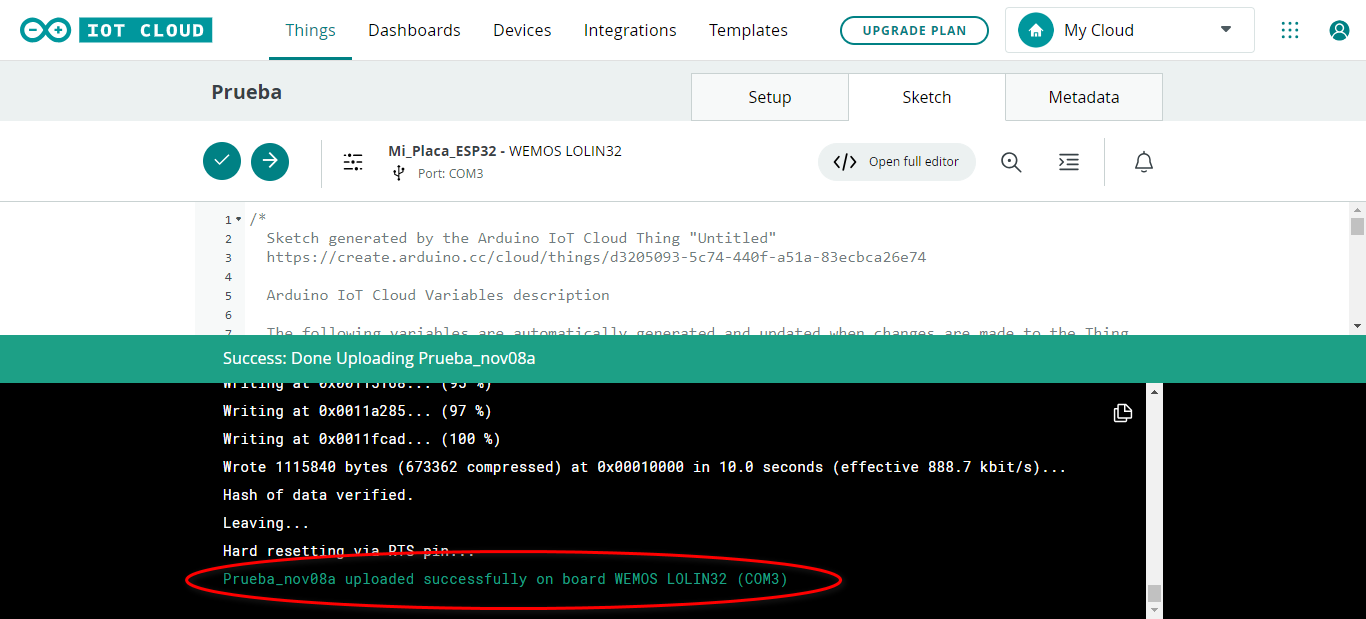 IOT CLOUD
Things
Dashboards
Devices
Integrations
Templates
UPGRADE PLAN
My Cloud
Prueba
Setup
Sketch
Metadata
Mi_Placa_ESP32 - WEMOS LOLIN32
Port: COM3
</> Open full editor
1 /*
2 Sketch generated by the Arduino IoT Cloud Thing "Untitled"
3 https://create.arduino.cc/cloud/things/d3205093-5c74-440f-a51a-83ecbca26e74
4
5 Arduino IoT Cloud Variables description
6
7 The following variables are automatically generated and updated when changes are made to the Thing
Success: Done Uploading Prueba_nov08a
Writing at (95 %)
Writing at 0x0011a285... (97 %)
Writing at 0x0011fcad... (100 %)
Wrote 1115840 bytes (673362 compressed) at 0x00010000 in 10.0 seconds (effective 888.7 kbit/s)...
Hash of data verified.
Leaving...
Hard resetting via RTS pin...
Prueba_nov08a uploaded successfully on board WEMOS LOLIN32 (COM3)